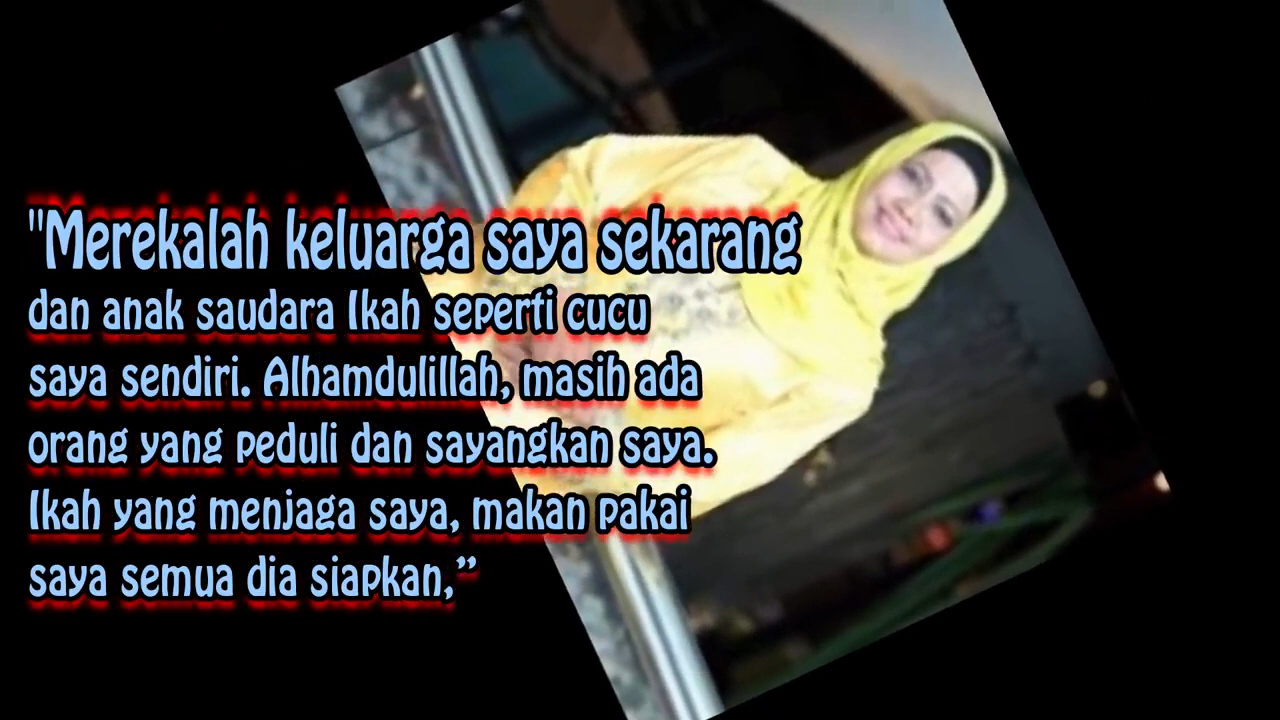 "Merekalah keluarga saya sekarang
dan anak saudara Ikah seperti cucu
saya sendiri. Alhamdulillah, masih ada
orang yang peduli dan sayangkan saya.
Ikah yang menjaga saya, makan pakai
saya semua dia siapkan,”